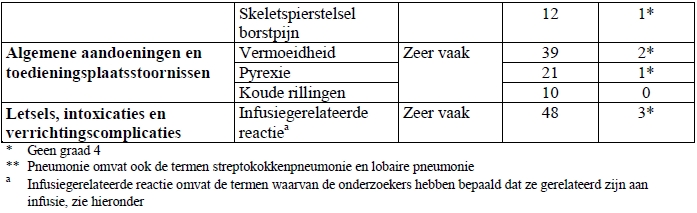 Skeletspierstelsel 12 1*
borstpijn
Algemene aandoeningen en Vermoeidheid Zeer vaak 39 2*
toedieningsplaatsstoornissen Pyrexie 21 1*
Koude rillingen 10 0
Letsels, intoxicaties en Infusiegerelateerde Zeer vaak 48 3*
verrichtingscomplicaties reactieᵃ
* Geen graad 4
** Pneumonie omvat ook de termen streptokokkenpneumonie en lobaire pneumonie
ᵃ Infusiegerelateerde reactie omvat de termen waarvan de onderzoekers hebben bepaald dat ze gerelateerd zijn aan
infusie, zie hieronder